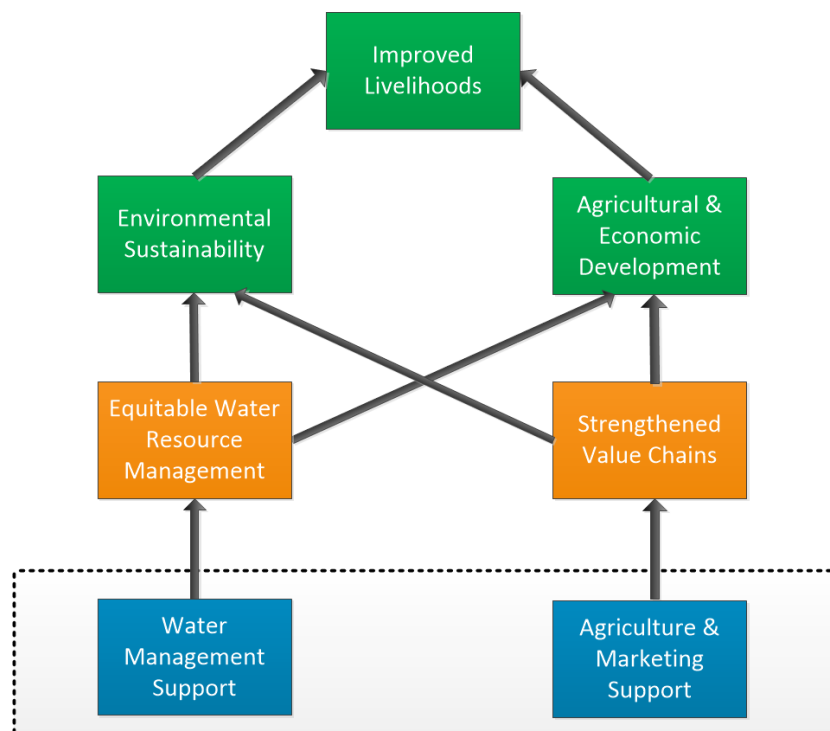 Improved
Livelihoods
Environmental
Sustainability
Agricultural &
Economic
Development
Equitable Water
Resource
Management
Strengthened
Value Chains
Water
Management
Support
Agriculture &
Marketing
Support